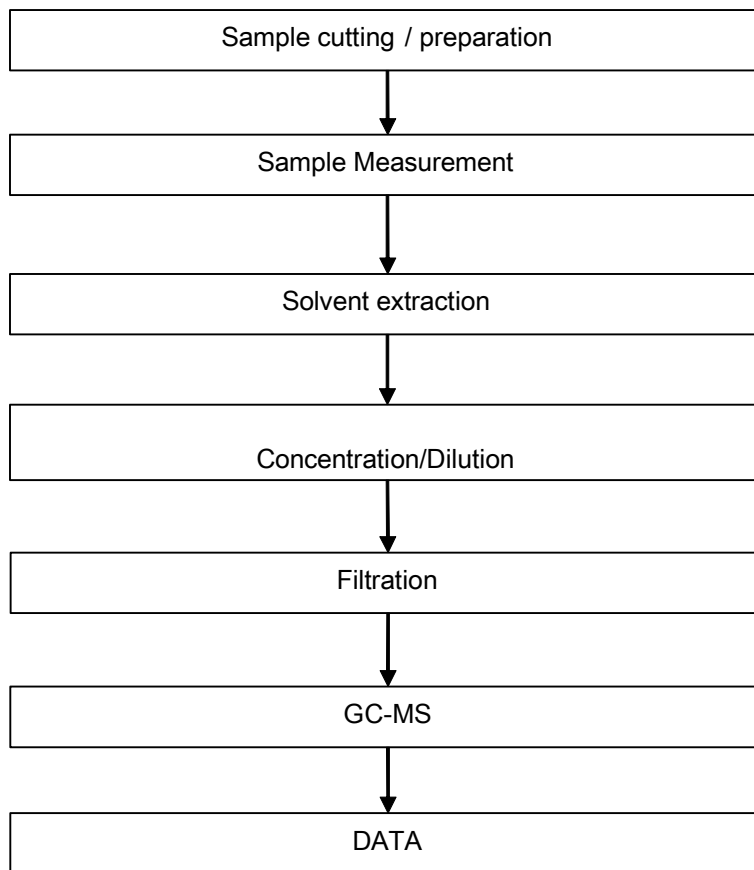 Sample cutting / preparation
Sample Measurement
Solvent extraction
Concentration/Dilution
Filtration
GC-MS
DATA